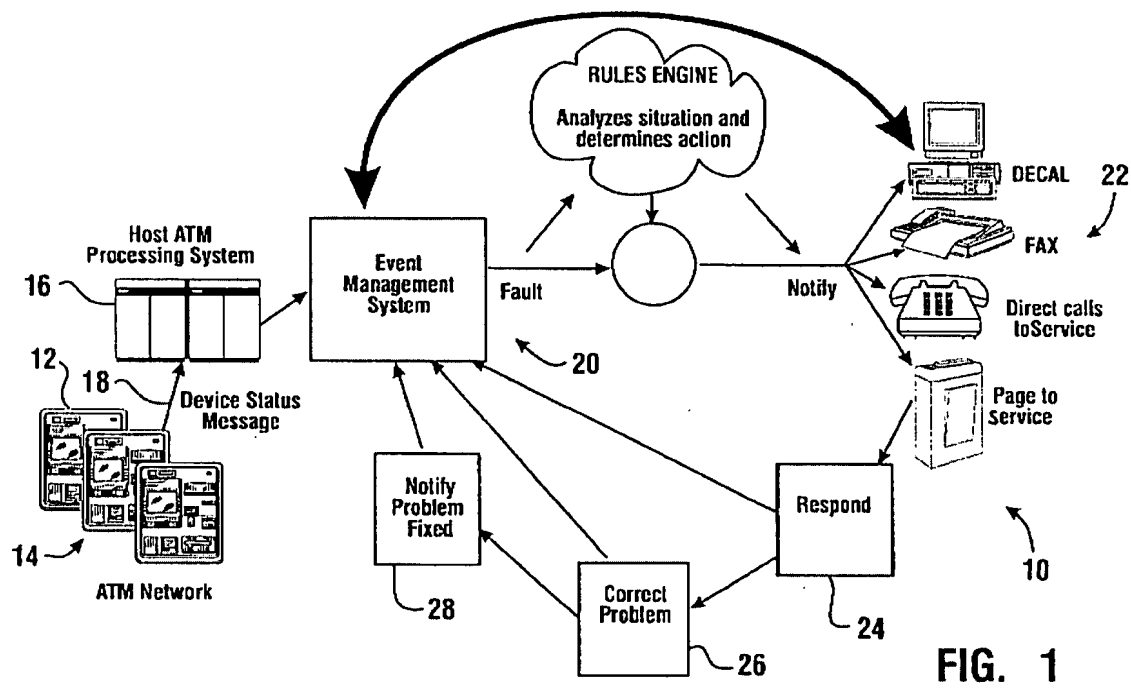 RULES ENGINE
Analyzes situation and
determines action
DECAL
22
FAX
Host ATM
Processing System
16
Event
Management
System
Fault
Notify
Direct calls
toService
20
12
18
Device Status
Message
Page to
Service
Notify
Problem
Fixed
Respond
14
ATM Network
28
Correct
Problem
24
10
26
FIG. 1